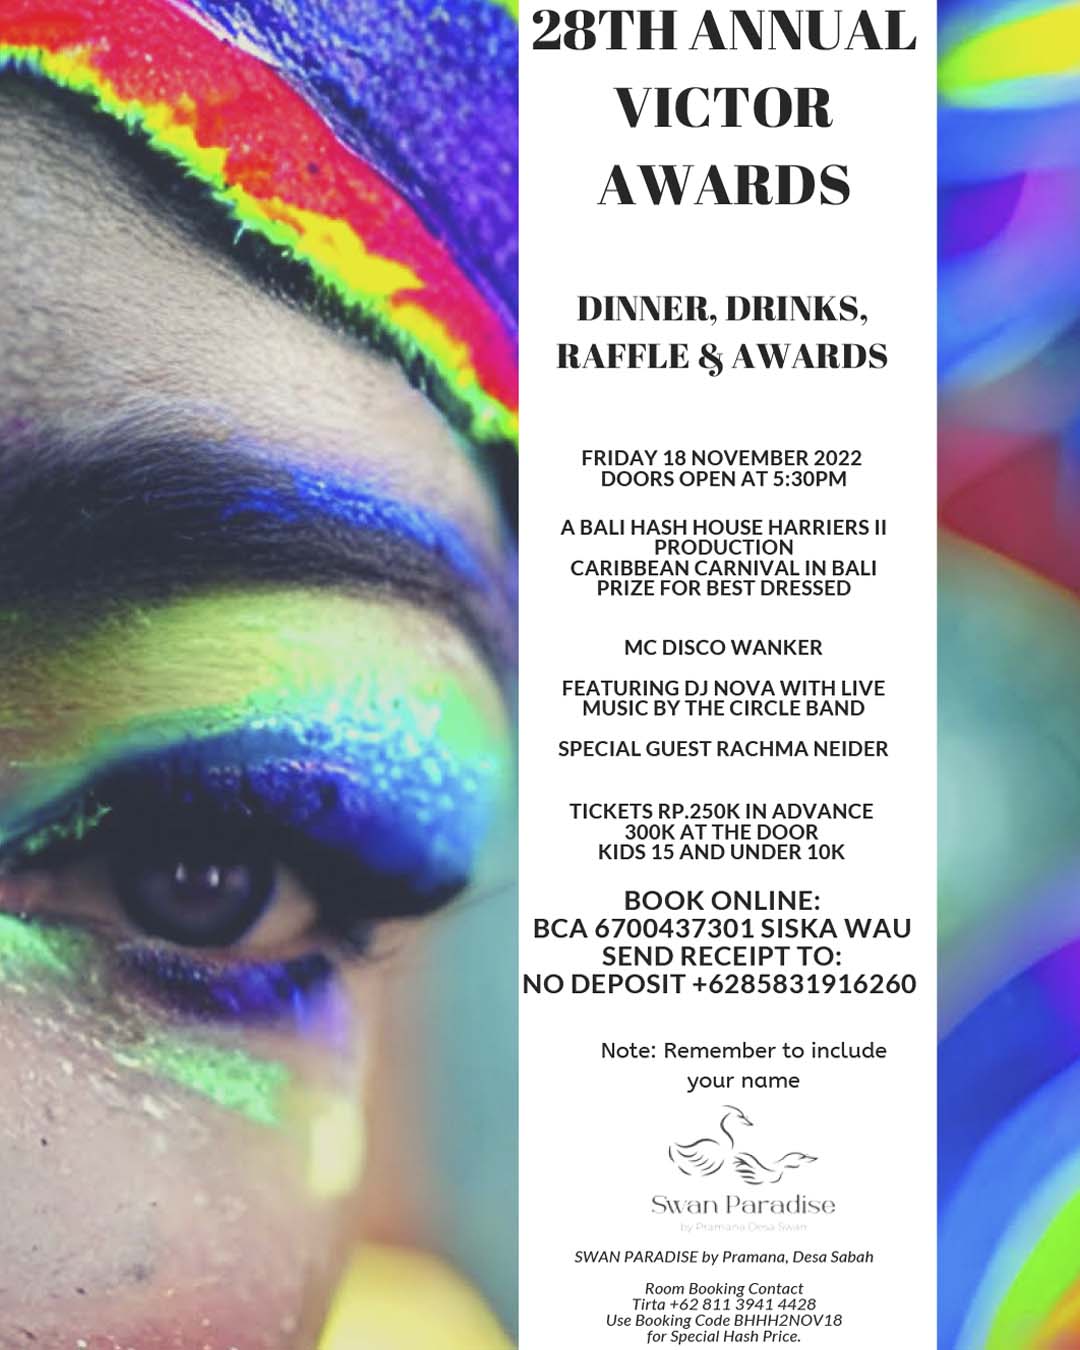 28TH ANNUAL
VICTOR
AWARDS
DINNER, DRINKS,
RAFFLE & AWARDS
FRIDAY 18 NOVEMBER 2022
DOORS OPEN AT 5:30PM
A BALI HASH HOUSE HARRIERS II
PRODUCTION
CARIBBEAN CARNIVAL IN BALI
PRIZE FOR BEST DRESSED
MC DISCO WANKER
FEATURING DJ NOVA WITH LIVE
MUSIC BY THE CIRCLE BAND
SPECIAL GUEST RACHMA NEIDER
TICKETS RP.250K IN ADVANCE
300K AT THE DOOR
KIDS 15 AND UNDER 10K
BOOK ONLINE:
BCA 6700437301 SISKA WAU
SEND RECEIPT TO:
NO DEPOSIT +6285831916260
Note: Remember to include
your name
Swan Paradise
by Pramana Desa Swan
SWAN PARADISE by Pramana, Desa Sabah
Room Booking Contact
Tirta +62 811 3941 4428
Use Booking Code BHHH2NOV18
for Special Hash Price.